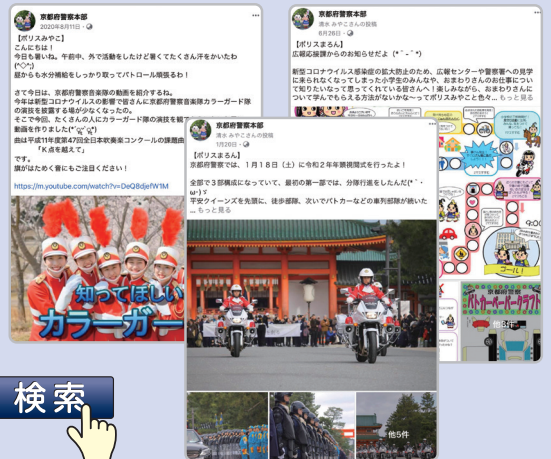 京都府警察本部
2020年8月11日
【ポリスみやこ】
こんにちは！
今日も暑いね。午前中、外で活動をしたけど暑くてたくさん汗をかいたわ
(^◇^;)
昼からも水分補給をしっかり取ってパトロール頑張るわ！
さて今日は、京都府警察音楽隊の動画を紹介するね。
今年は新型コロナウイルスの影響で皆さんに京都府警察音楽隊カラーガード隊
の演技を披露する場が少なくなったの。
そこで今回、たくさんの人にカラーガード隊の演技を観て
動画を作りました
曲は平成11年度第47回全日本吹奏楽コンクールの課題曲
「K点を越えて」
です。
旗がはためく音にもご注目ください！
https://m.youtube.com/watch?v=DeQ8djefW1M
知ってほしい
カラーガー
京都府警察本部
清水 みやこさんの投稿
6月26日
【ポリスまろん】
広報応接課からのお知らせだよ（*＾-＾*）
新型コロナウイルス感染症の拡大防止のため、広報センターや警察署への見学
に来られなくなってしまった小学生のみんなや、おまわりさんのお仕事につい
て知りたいなって思ってくれている皆さんへ！楽しみながら、おまわりさんに
ついて学んでもらえる方法がないかな～ってポリスみやこと色々... もっと見る
ゴール！
京都府警察
パトカーペーパークラフト
他8件
京都府警察本部
清水 みやこさんの投稿
1月20日
【ポリスまろん】
京都府警察では、１月１８日（土）に令和２年年頭視閲式を行ったよ！
全部で３部構成になっていて、最初の第一部では、分隊行進をしたんだ(*｀･
ω･)ゞ
平安クイーンズを先頭に、徒歩部隊、次いでパトカーなどの車列部隊が続いた
... もっと見る
他5件
検索